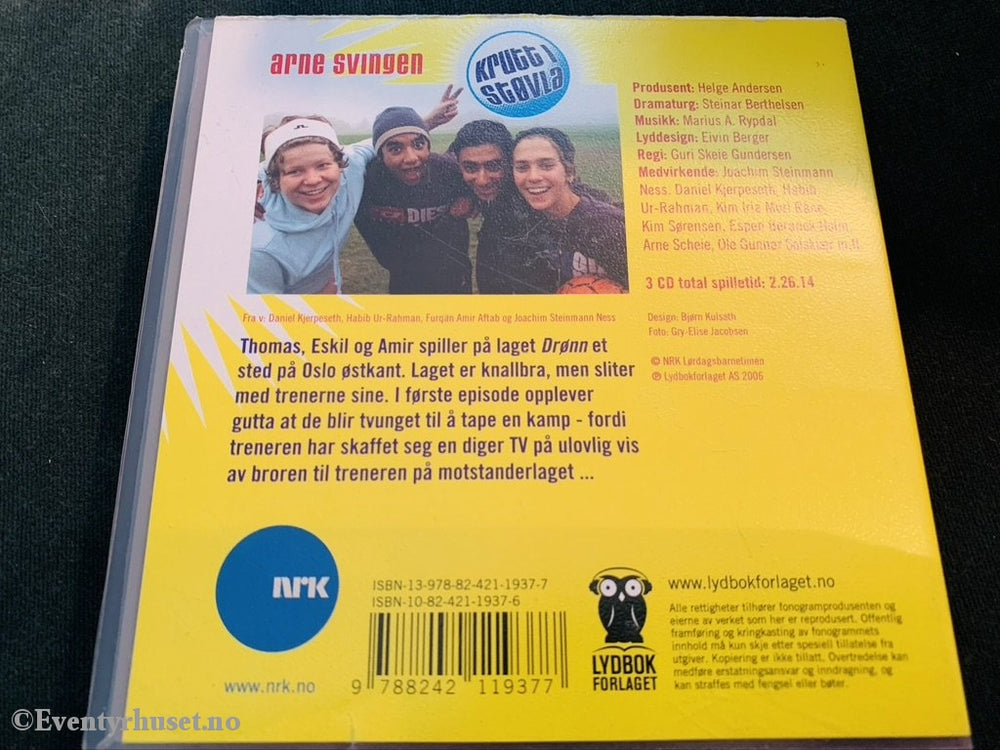 arne svingen
Krutt i
støvla
Produsent: Helge Andersen
Dramaturg: Steinar Berthelsen
Musikk: Marius A. Rypdal
Lyddesign: Eivin Berger
Regi: Guri Skeie Gundersen
Medvirkende: Joachim Steinmann
Ness, Daniel Kjerpeseth, Habib
Ur-Rahman, Kim
Kim Sørensen, Espen
Arne Scheie, Ole Gunnar Solskjær m.fl.
DIES
3 CD total spilletid: 2.26.14
Design: Bjørn Kulseth
Foto: Gry-Elise Jacobsen
© NRK Lørdagsbarnetimen
℗ Lydbokforlaget AS 2006
Fra v: Daniel Kjerpeseth, Habib Ur-Rahman, Furqan Amir Aftab og Joachim Steinmann Ness
Thomas, Eskil og Amir spiller på laget Drønn et
sted på Oslo østkant. Laget er knallbra, men sliter
med trenerne sine. I første episode opplever
gutta at de blir tvunget til å tape en kamp - fordi
treneren har skaffet seg en diger TV på ulovlig vis
av broren til treneren på motstanderlaget ...
NRK
www.nrk.no
ISBN-13-978-82-421-1937-7
ISBN-10-82-421-1937-6
9 788242 119377
LYDBOK
FORLAGET
www.lydbokforlaget.no
Alle rettigheter tilhører fonogramprodusenten og
eierne av verket som her er reprodusert. Offentlig
framføring og kringkasting av fonogrammets
innhold må kun skje etter spesiell tillatelse fra
utgiver. Kopiering er ikke tillatt. Overtredelse kan
medføre erstatningsansvar og inndragning, og
kan straffes med fengsel eller bøter.
©Eventyrhuset.no